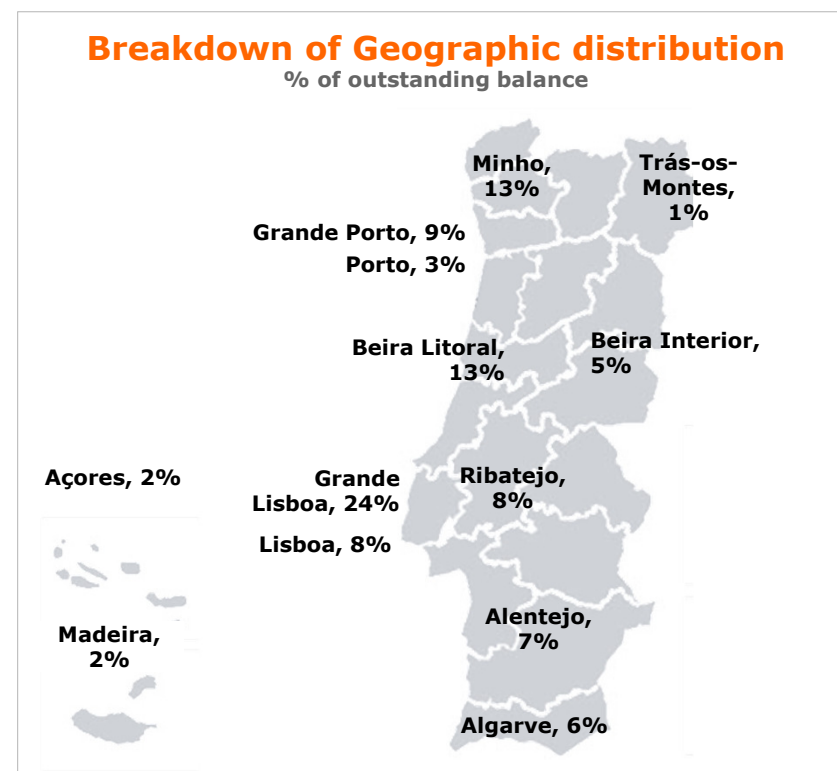 Breakdown of Geographic distribution
% of outstanding balance
Minho,
13%
Trás-os-
Montes,
1%
Grande Porto, 9%
Porto, 3%
Beira Litoral,
13%
Beira Interior,
5%
Açores, 2%
Grande
Lisboa, 24%
Ribatejo,
8%
Lisboa, 8%
Madeira,
2%
Alentejo,
7%
Algarve, 6%